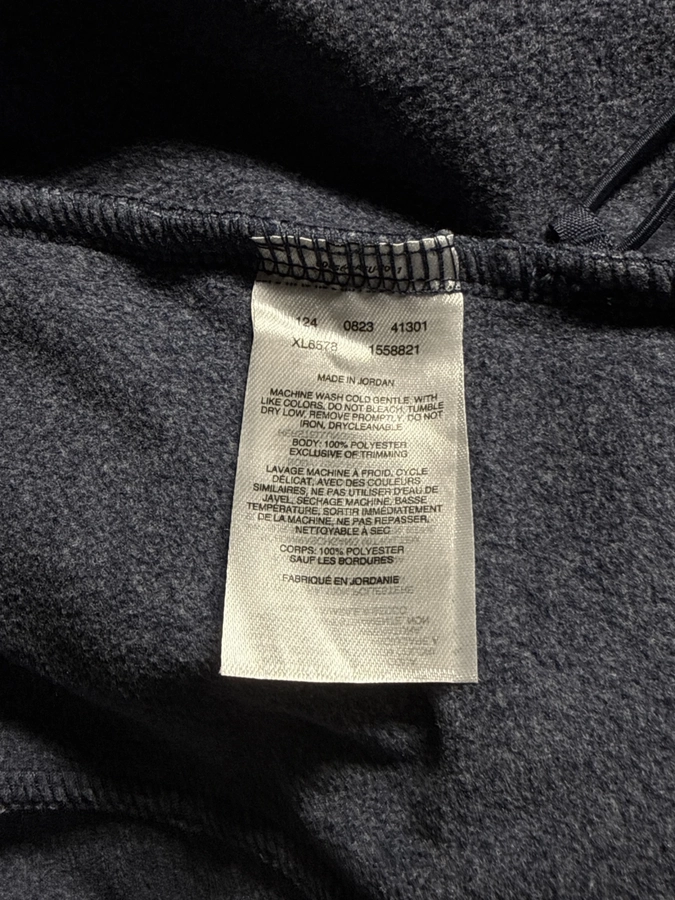 124 0823 41301
XL6578 1558821
MADE IN JORDAN
MACHINE WASH COLD GENTLE, WITH
LIKE COLORS, DO NOT BLEACH, TUMBLE
DRY LOW, REMOVE PROMPTLY, DO NOT
IRON, DRYCLEANABLE
BODY: 100% POLYESTER
EXCLUSIVE OF TRIMMING
LAVAGE MACHINE À FROID, CYCLE
DÉLICAT, AVEC DES COULEURS
SIMILAIRES, NE PAS UTILISER D'EAU DE
JAVEL, SÉCHAGE MACHINE, BASSE
TEMPÉRATURE, SORTIR IMMÉDIATEMENT
DE LA MACHINE, NE PAS REPASSER,
NETTOYABLE À SEC
CORPS: 100% POLYESTER
SAUF LES BORDURES
FABRIQUÉ EN JORDANIE